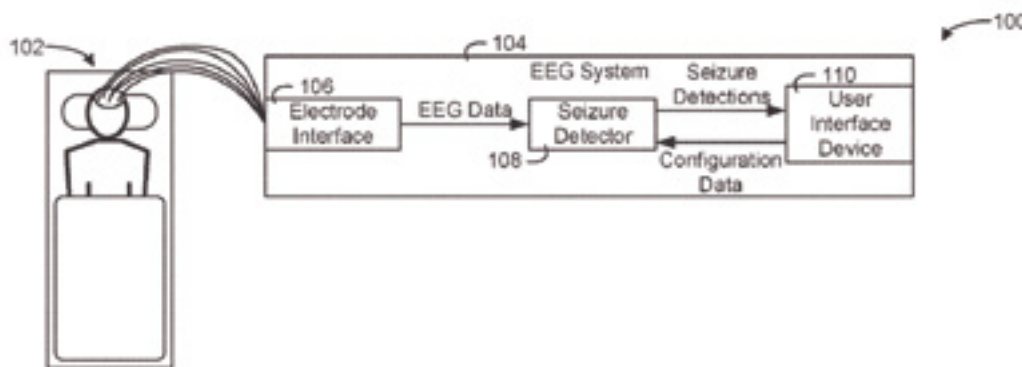 100
102
104
EEG System
106
Electrode
Interface
EEG Data
Seizure
Detector
108
Seizure
Detections
Configuration
Data
110
User
Interface
Device